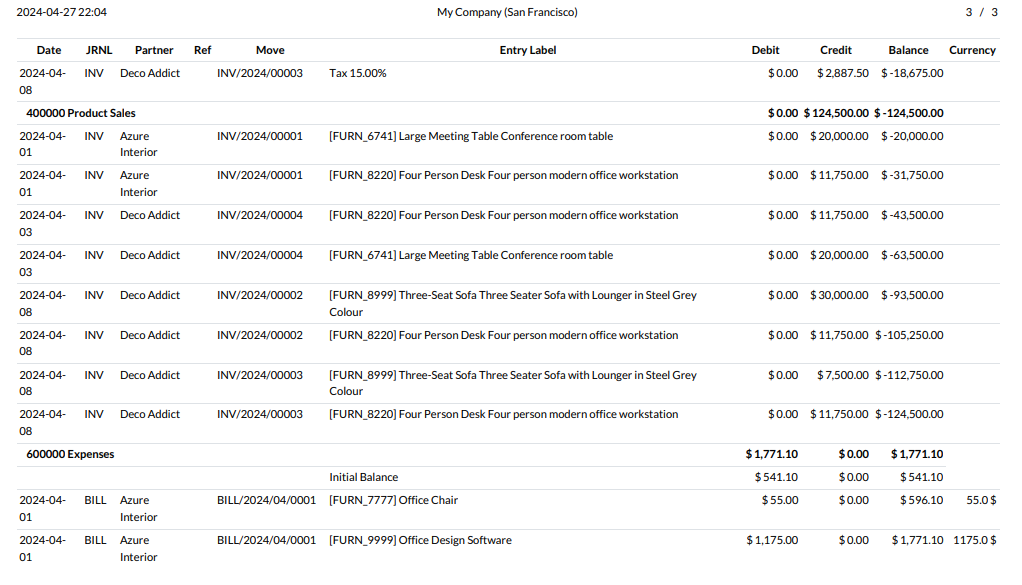 2024-04-27 22:04 My Company (San Francisco) 3 / 3
Date JRNL Partner Ref Move Entry Label Debit Credit Balance Currency
2024-04- INV Deco Addict INV/2024/00003 Tax 15.00% $ 0.00 $ 2,887.50 $ -18,675.00
08
400000 Product Sales $ 0.00 $ 124,500.00 $ -124,500.00
2024-04- INV Azure INV/2024/00001 [FURN_6741] Large Meeting Table Conference room table $ 0.00 $ 20,000.00 $ -20,000.00
01 Interior
2024-04- INV Azure INV/2024/00001 [FURN_8220] Four Person Desk Four person modern office workstation $ 0.00 $ 11,750.00 $ -31,750.00
01 Interior
2024-04- INV Deco Addict INV/2024/00004 [FURN_8220] Four Person Desk Four person modern office workstation $ 0.00 $ 11,750.00 $ -43,500.00
03
2024-04- INV Deco Addict INV/2024/00004 [FURN_6741] Large Meeting Table Conference room table $ 0.00 $ 20,000.00 $ -63,500.00
03
2024-04- INV Deco Addict INV/2024/00002 [FURN_8999] Three-Seat Sofa Three Seater Sofa with Lounger in Steel Grey $ 0.00 $ 30,000.00 $ -93,500.00
08 Colour
2024-04- INV Deco Addict INV/2024/00002 [FURN_8220] Four Person Desk Four person modern office workstation $ 0.00 $ 11,750.00 $ -105,250.00
08
2024-04- INV Deco Addict INV/2024/00003 [FURN_8999] Three-Seat Sofa Three Seater Sofa with Lounger in Steel Grey $ 0.00 $ 7,500.00 $ -112,750.00
08 Colour
2024-04- INV Deco Addict INV/2024/00003 [FURN_8220] Four Person Desk Four person modern office workstation $ 0.00 $ 11,750.00 $ -124,500.00
08
600000 Expenses $ 1,771.10 $ 0.00 $ 1,771.10
Initial Balance $ 541.10 $ 0.00 $ 541.10
2024-04- BILL Azure BILL/2024/04/0001 [FURN_7777] Office Chair $ 55.00 $ 0.00 $ 596.10 55.0 $
01 Interior
2024-04- BILL Azure BILL/2024/04/0001 [FURN_9999] Office Design Software $ 1,175.00 $ 0.00 $ 1,771.10 1175.0 $
01 Interior